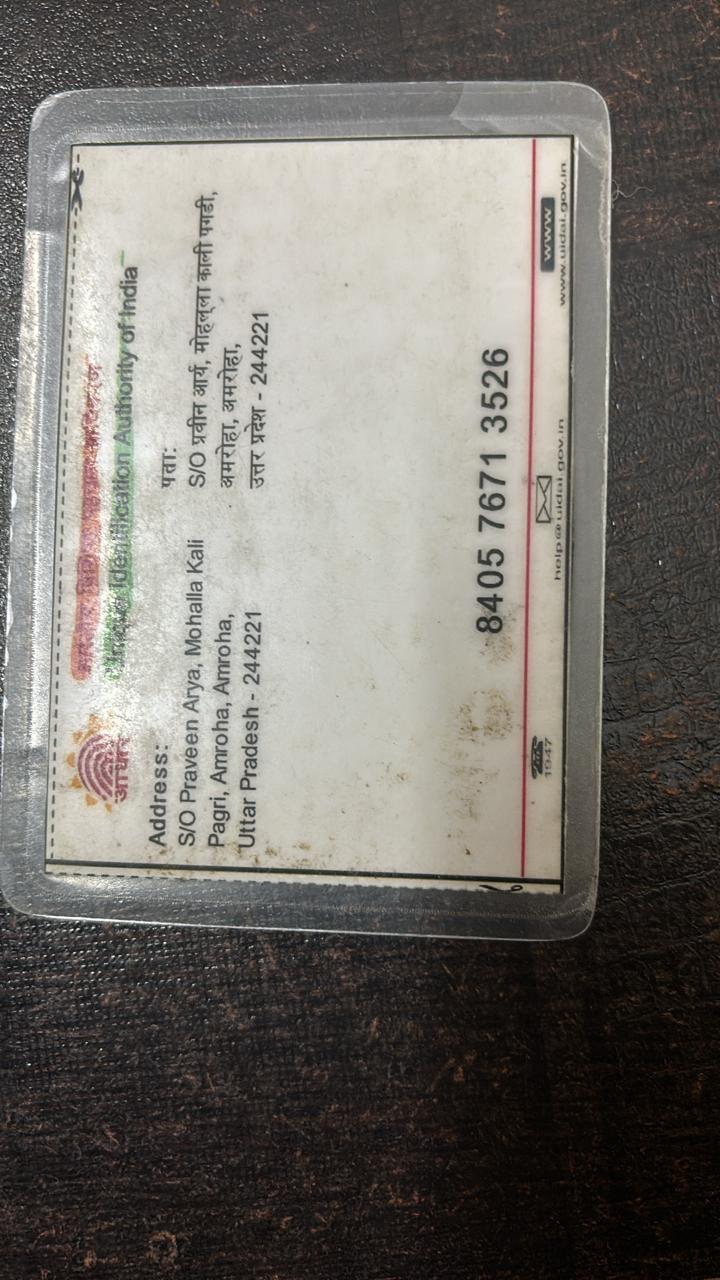 आधार
Unique Identification Authority of India
Address:
S/O Praveen Arya, Mohalla Kali
Pagri, Amroha, Amroha,
Uttar Pradesh - 244221
पता:
S/O प्रवीन आर्य, मोहल्ला काली पगडी,
अमरोहा, अमरोहा,
उत्तर प्रदेश - 244221
8405 7671 3526
1947
help@uidai.gov.in
www
www.uidai.gov.in